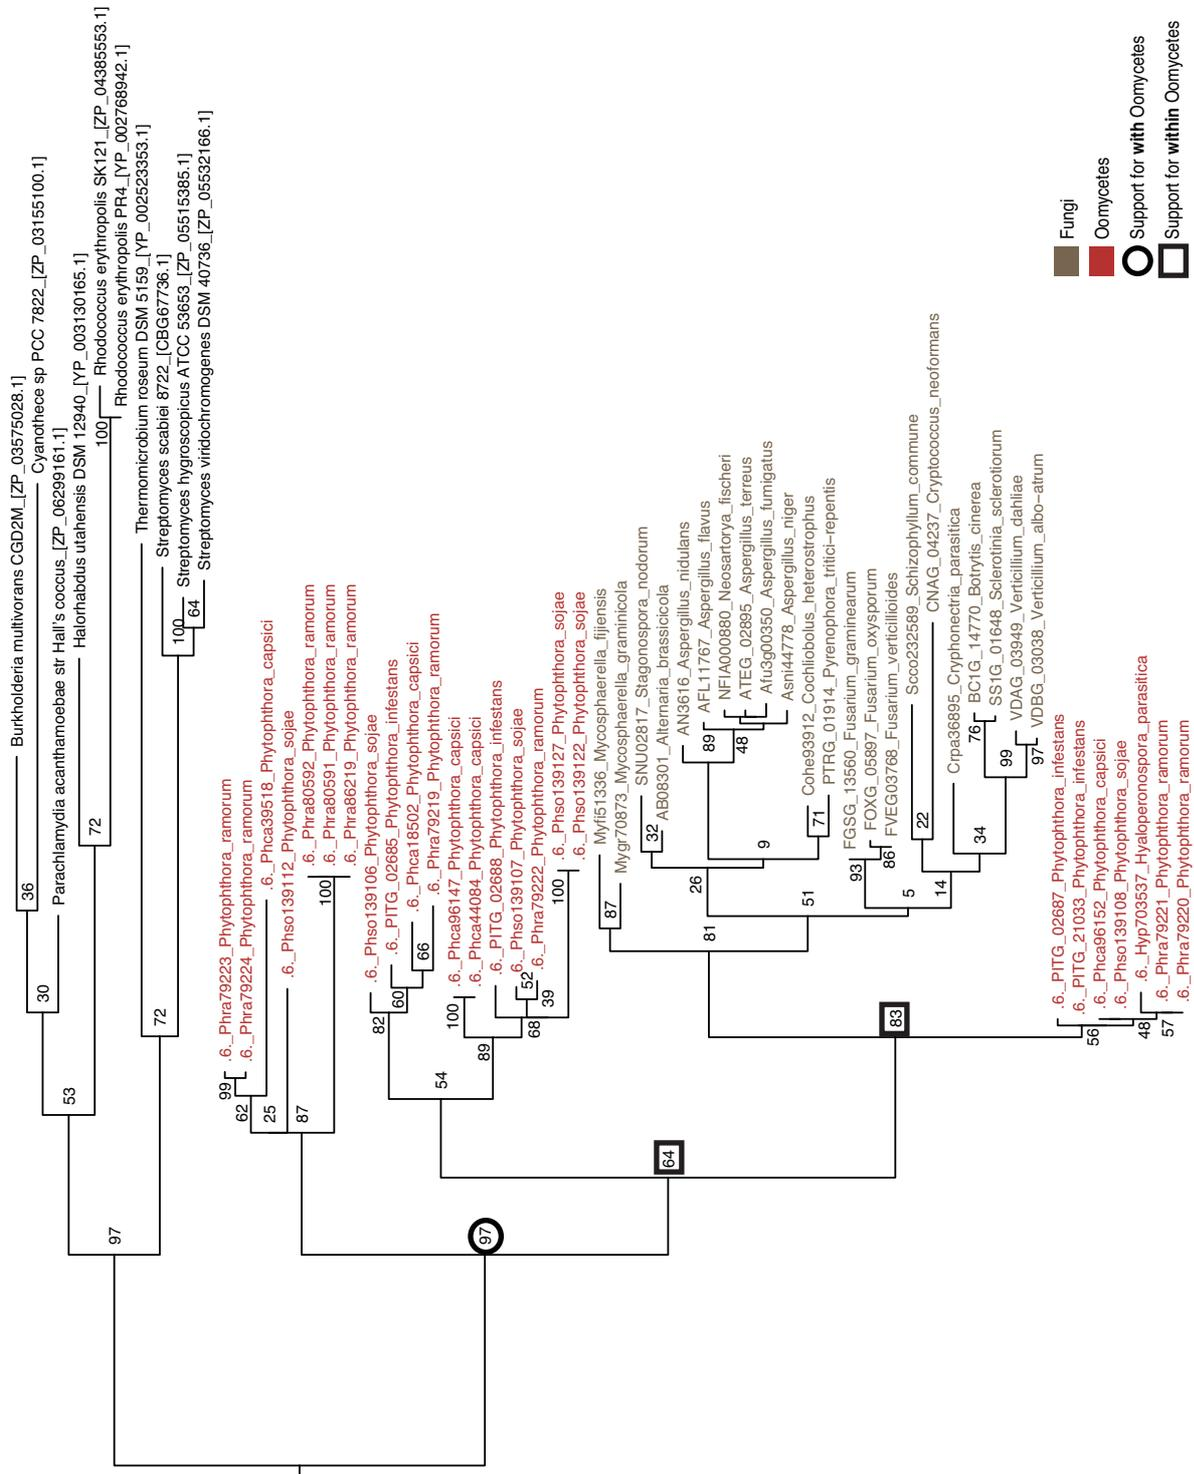 Burkholderia multivorans CGD2M_[ZP_03575028.1]
36
Cyanothece sp PCC 7822_[ZP_03155100.1]
30
Parachlamydia acanthamoebae str Hall's coccus_[ZP_06299161.1]
53
Halorhabdus utahensis DSM 12940_[YP_003130165.1]
72
Rhodococcus erythropolis SK121_[ZP_04385553.1]
100
Rhodococcus erythropolis PR4_[YP_002768942.1]
97
Thermomicrobium roseum DSM 5159_[YP_002523353.1]
72
Streptomyces scabiei 8722_[CBG67736.1]
100
Streptomyces hygroscopicus ATCC 53653_[ZP_05515385.1]
64
Streptomyces viridochromogenes DSM 40736_[ZP_05532166.1]
.6._Phra79223_Phytophthora_ramorum
99
.6._Phra79224_Phytophthora_ramorum
62
.6._Phca39518_Phytophthora_capsici
25
.6._Phso139112_Phytophthora_sojae
87
.6._Phra80592_Phytophthora_ramorum
.6._Phra80591_Phytophthora_ramorum
100
.6._Phra86219_Phytophthora_ramorum
.6._Phso139106_Phytophthora_sojae
82
.6._PITG_02685_Phytophthora_infestans
60
.6._Phca18502_Phytophthora_capsici
66
.6._Phra79219_Phytophthora_ramorum
54
.6._Phca96147_Phytophthora_capsici
100
.6._Phca44084_Phytophthora_capsici
89
.6._PITG_02688_Phytophthora_infestans
97
.6._Phso139107_Phytophthora_sojae
52
.6._Phra79222_Phytophthora_ramorum
68
39
.6._Phso139127_Phytophthora_sojae
100
.6._Phso139122_Phytophthora_sojae
Myfi51336_Mycosphaerella_fijiensis
87
Mygr70873_Mycosphaerella_graminicola
SNU02817_Stagonospora_nodorum
32
AB08301_Alternaria_brassicicola
64
AN3616_Aspergillus_nidulans
26
AFL11767_Aspergillus_flavus
89
81
NFIA000880_Neosartorya_fischeri
48
ATEG_02895_Aspergillus_terreus
Afu3g00350_Aspergillus_fumigatus
9
Asni44778_Aspergillus_niger
Cohe93912_Cochliobolus_heterostrophus
51
71
PTRG_01914_Pyrenophora_tritici−repentis
FGSG_13560_Fusarium_graminearum
93
FOXG_05897_Fusarium_oxysporum
86
FVEG03768_Fusarium_verticillioides
83
5
Scco232589_Schizophyllum_commune
22
CNAG_04237_Cryptococcus_neoformans
14
Crpa36895_Cryphonectria_parasitica
34
BC1G_14770_Botrytis_cinerea
76
SS1G_01648_Sclerotinia_sclerotiorum
99
VDAG_03949_Verticillium_dahliae
97
VDBG_03038_Verticillium_albo−atrum
.6._PITG_02687_Phytophthora_infestans
.6._PITG_21033_Phytophthora_infestans
56
.6._Phca96152_Phytophthora_capsici
.6._Phso139108_Phytophthora_sojae
.6._Hyp703537_Hyaloperonospora_parasitica
48
.6._Phra79221_Phytophthora_ramorum
57
.6._Phra79220_Phytophthora_ramorum
Fungi
Oomycetes
Support for with Oomycetes
Support for within Oomycetes